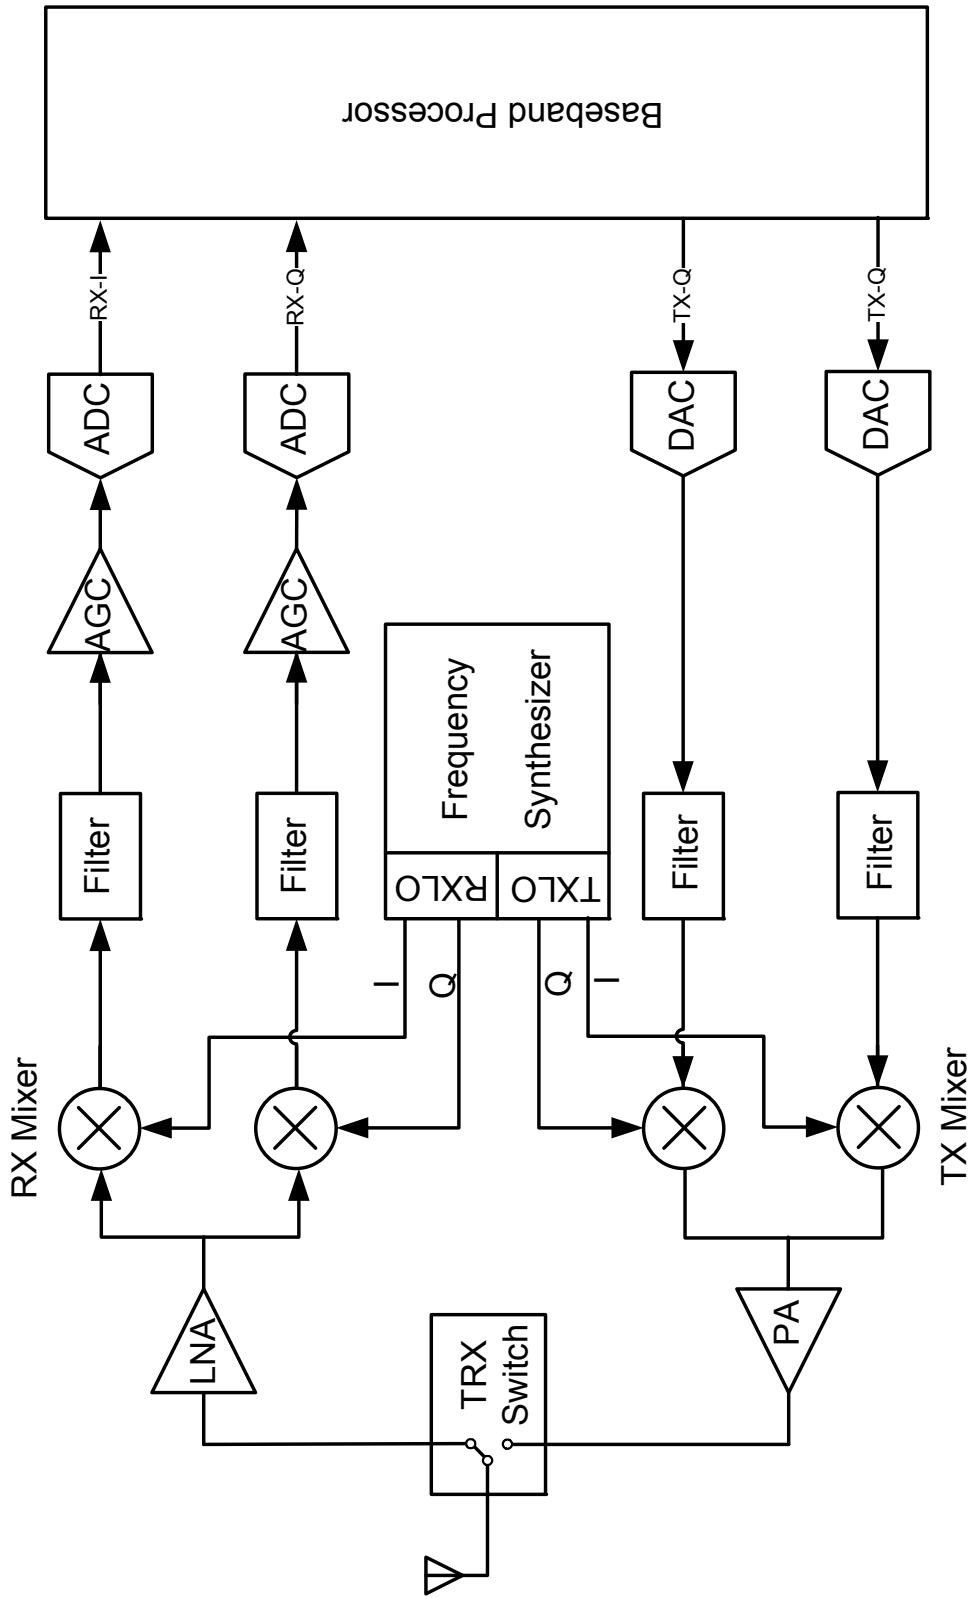 RX Mixer
Filter
AGC
ADC
RX-I
LNA
Filter
AGC
ADC
RX-Q
Baseband Processor
TRX
Switch
I
Q
RXLO
Frequency
Synthesizer
TXLO
Q
I
Filter
DAC
TX-Q
PA
Filter
DAC
TX-Q
TX Mixer